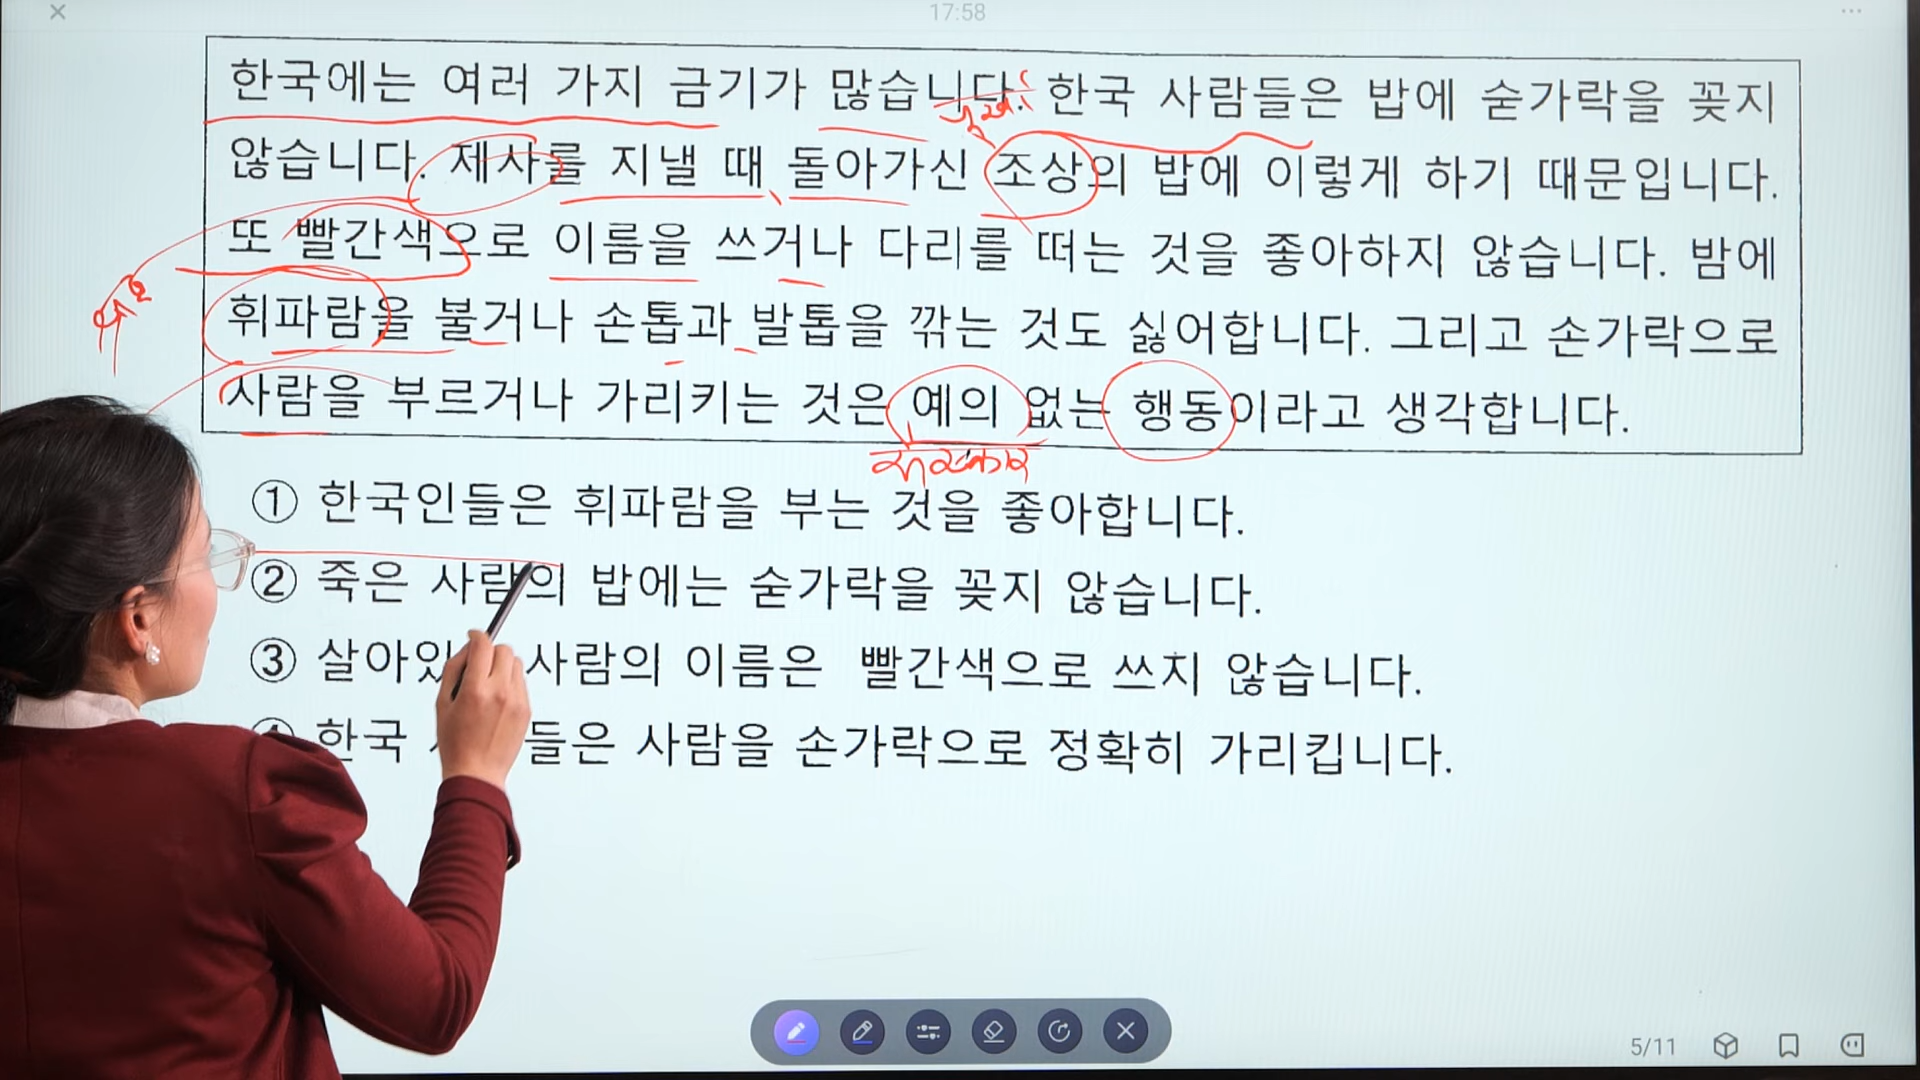 17:58
한국에는 여러 가지 금기가 많습니다. 한국 사람들은 밥에 숟가락을 꽂지
않습니다. 제사를 지낼 때 돌아가신 조상의 밥에 이렇게 하기 때문입니다.
또 빨간색으로 이름을 쓰거나 다리를 떠는 것을 좋아하지 않습니다. 밤에
휘파람을 불거나 손톱과 발톱을 깎는 것도 싫어합니다. 그리고 손가락으로
사람을 부르거나 가리키는 것은 예의 없는 행동이라고 생각합니다.
① 한국인들은 휘파람을 부는 것을 좋아합니다.
② 죽은 사람의 밥에는 숟가락을 꽂지 않습니다.
③ 사람의 이름은 빨간색으로 쓰지 않습니다.
④ 한국 들은 사람을 손가락으로 정확히 가리킵니다.
5/11